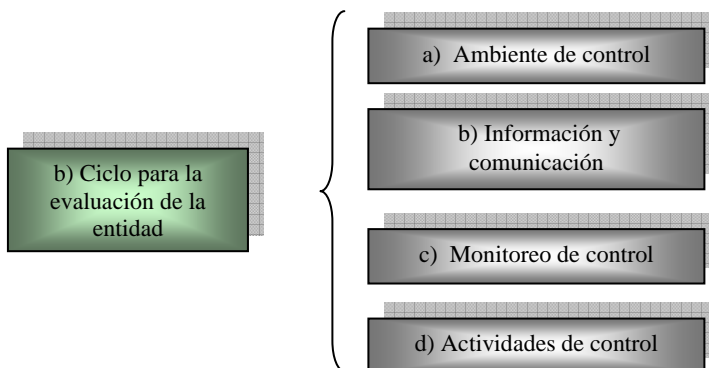 b) Ciclo para la
evaluación de la
entidad
a) Ambiente de control
b) Información y
comunicación
c) Monitoreo de control
d) Actividades de control